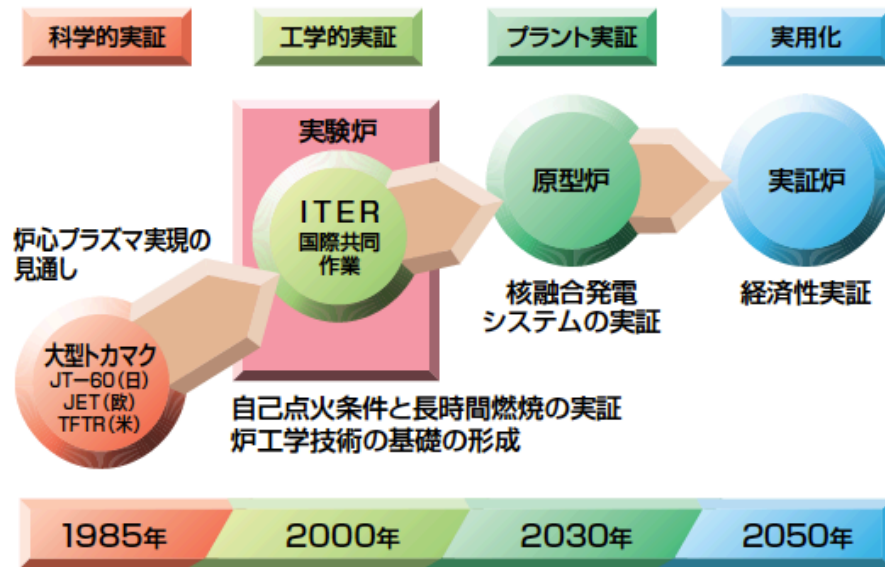 科学的実証
工学的実証
プラント実証
実用化
実験炉
ITER
国際共同
作業
原型炉
実証炉
炉心プラズマ実現の
見通し
核融合発電
システムの実証
経済性実証
大型トカマク
JT−60(日)
JET(欧)
TFTR(米)
自己点火条件と長時間燃焼の実証
炉工学技術の基礎の形成
1985年
2000年
2030年
2050年